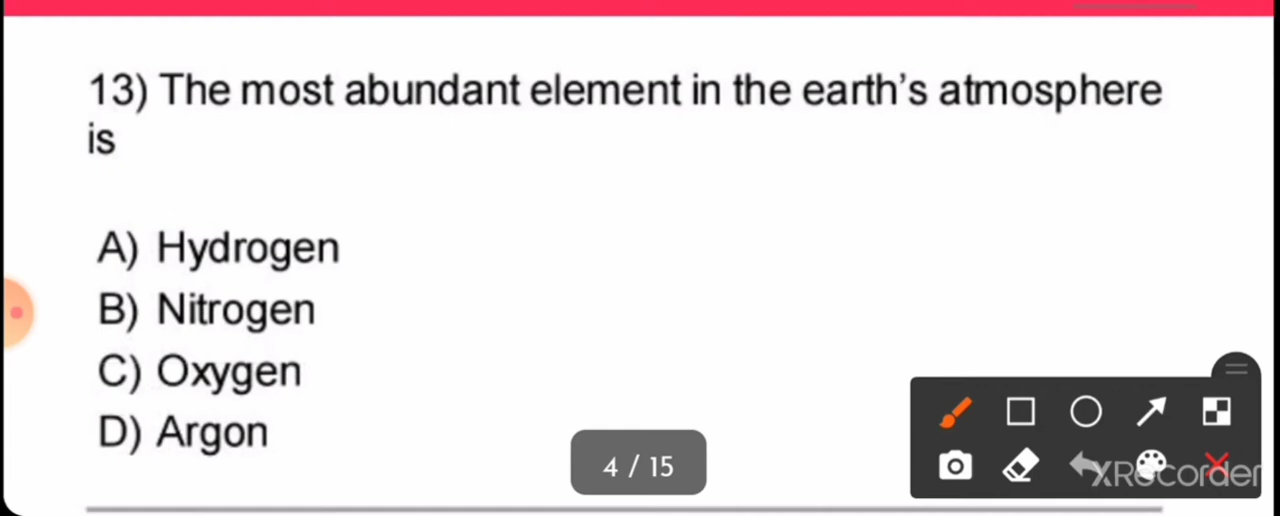 13) The most abundant element in the earth's atmosphere
is
A) Hydrogen
B) Nitrogen
C) Oxygen
D) Argon
4 / 15
XRecorder